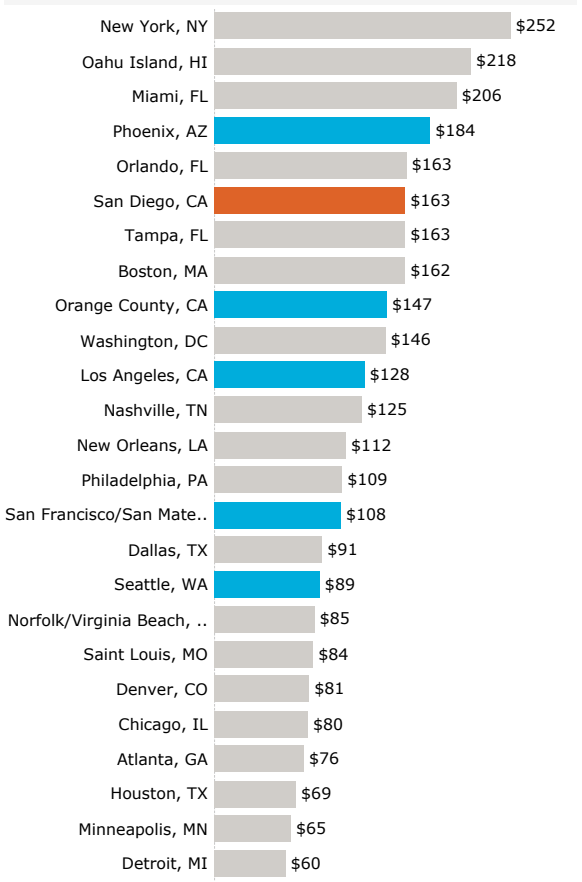 New York, NY $252
Oahu Island, HI $218
Miami, FL $206
Phoenix, AZ $184
Orlando, FL $163
San Diego, CA $163
Tampa, FL $163
Boston, MA $162
Orange County, CA $147
Washington, DC $146
Los Angeles, CA $128
Nashville, TN $125
New Orleans, LA $112
Philadelphia, PA $109
San Francisco/San Mate.. $108
Dallas, TX $91
Seattle, WA $89
Norfolk/Virginia Beach, .. $85
Saint Louis, MO $84
Denver, CO $81
Chicago, IL $80
Atlanta, GA $76
Houston, TX $69
Minneapolis, MN $65
Detroit, MI $60